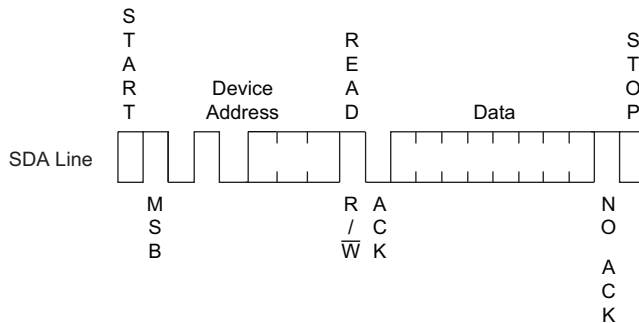 START
READ
STOP
Device
Address
Data
SDA Line
MSB
R/W̅
ACK
NO ACK